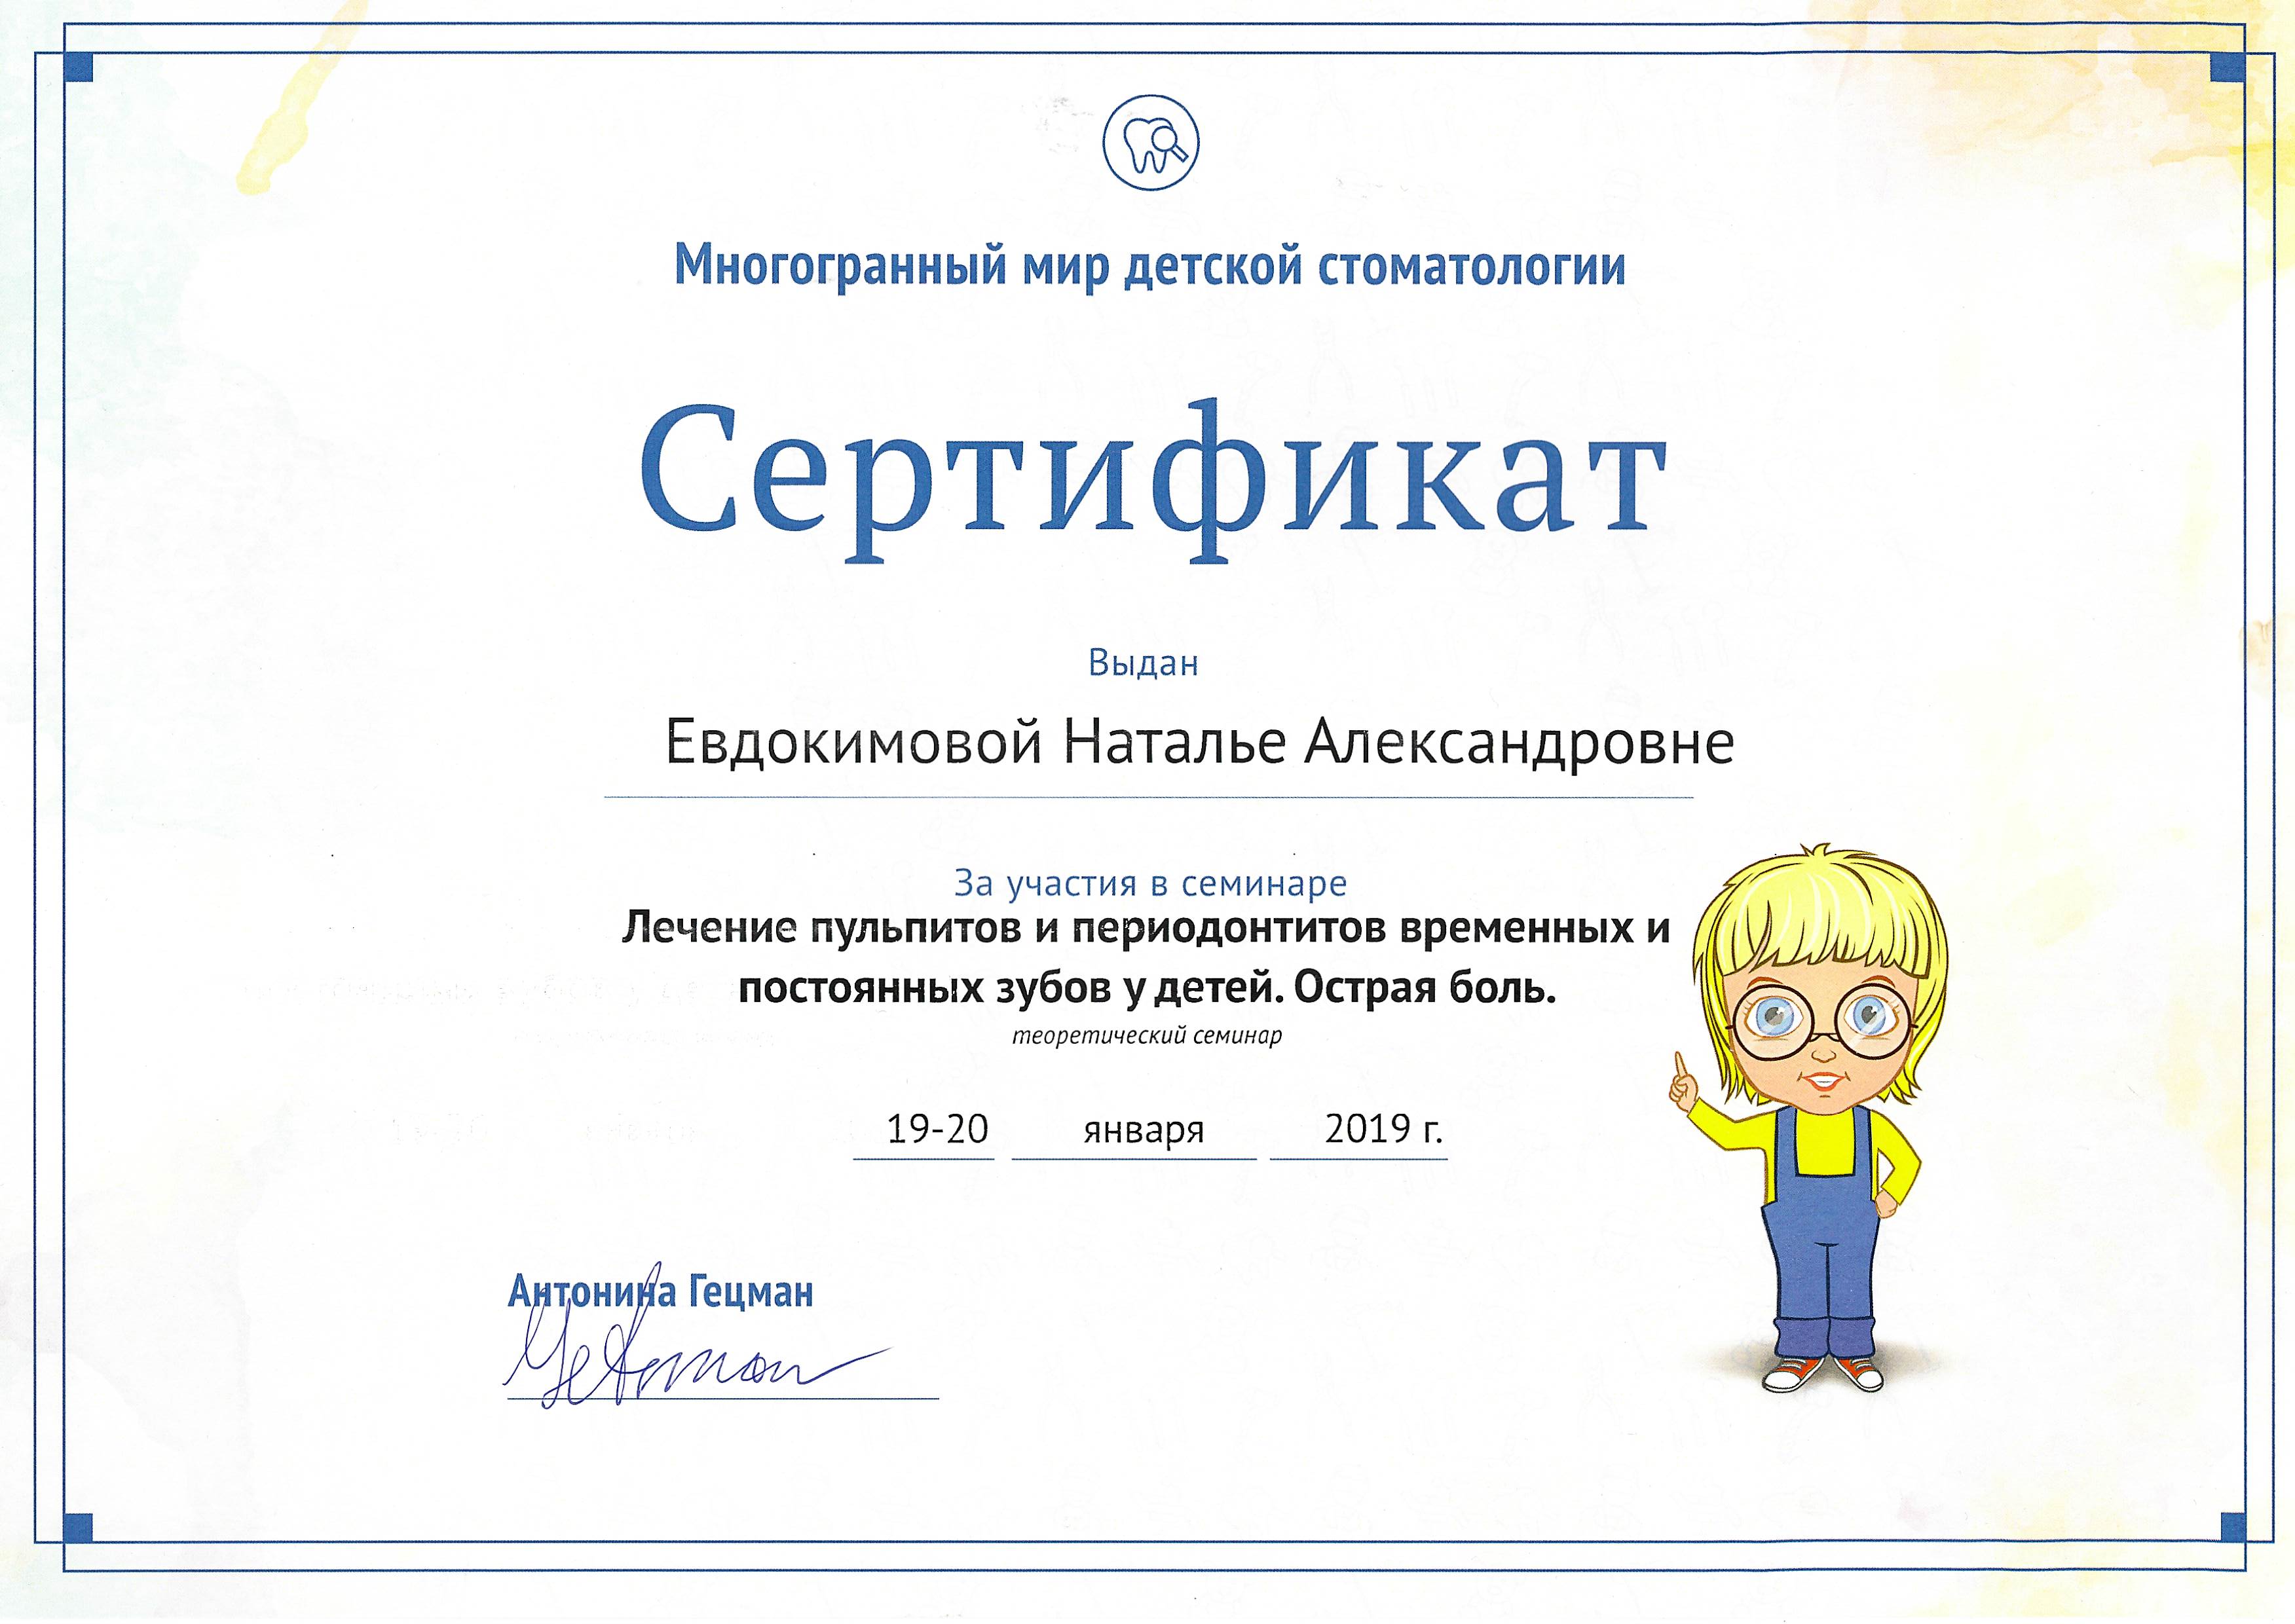 Многогранный мир детской стоматологии
Сертификат
Выдан
Евдокимовой Наталье Александровне
За участия в семинаре
Лечение пульпитов и периодонтитов временных и
постоянных зубов у детей. Острая боль.
теоретический семинар
19-20 января 2019 г.
Антонина Гецман